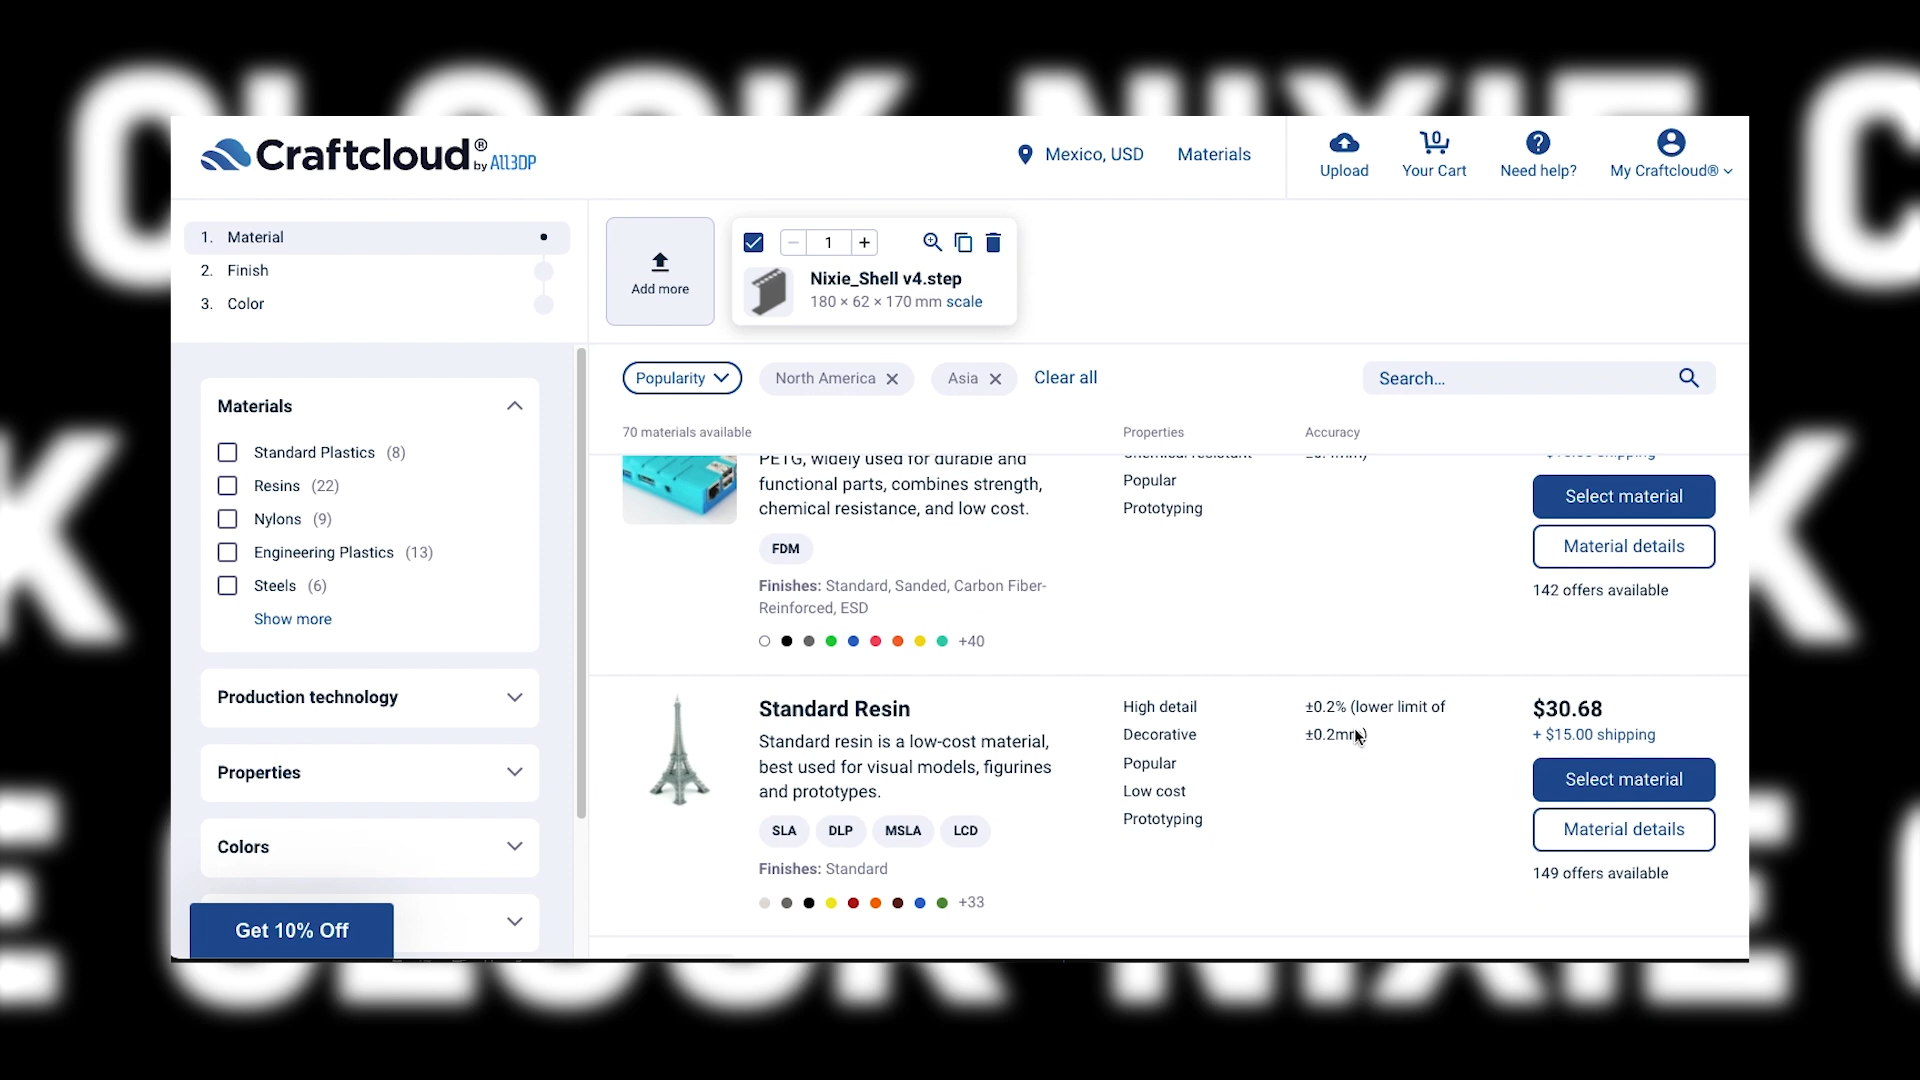 CLOCK NIXIE C
Craftcloud® by All3DP
Mexico, USD
Materials
Upload
0
Your Cart
Need help?
My Craftcloud®
1. Material
2. Finish
3. Color
Add more
1
Nixie_Shell v4.step
180 × 62 × 170 mm scale
Popularity
North America
Asia
Clear all
Search...
70 materials available
Properties
Accuracy
Materials
Standard Plastics (8)
Resins (22)
Nylons (9)
Engineering Plastics (13)
Steels (6)
Show more
Production technology
Properties
Colors
Get 10% Off
PETG, widely used for durable and
functional parts, combines strength,
chemical resistance, and low cost.
FDM
Finishes: Standard, Sanded, Carbon Fiber-
Reinforced, ESD
+40
Chemical resistant
Popular
Prototyping
shipping
Select material
Material details
142 offers available
Standard Resin
Standard resin is a low-cost material,
best used for visual models, figurines
and prototypes.
SLA DLP MSLA LCD
Finishes: Standard
+33
High detail
Decorative
Popular
Low cost
Prototyping
±0.2% (lower limit of
±0.2mm)
$30.68
+ $15.00 shipping
Select material
Material details
149 offers available
E CLOCK NIXIE C